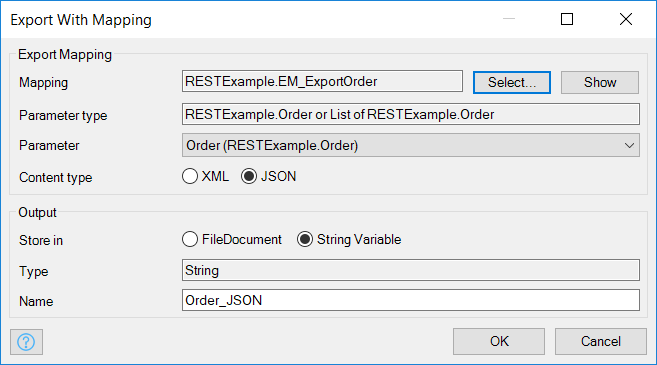 Export With Mapping
Export Mapping
Mapping RESTExample.EM_ExportOrder Select... Show
Parameter type RESTExample.Order or List of RESTExample.Order
Parameter Order (RESTExample.Order)
Content type XML JSON
Output
Store in FileDocument String Variable
Type String
Name Order_JSON
? OK Cancel